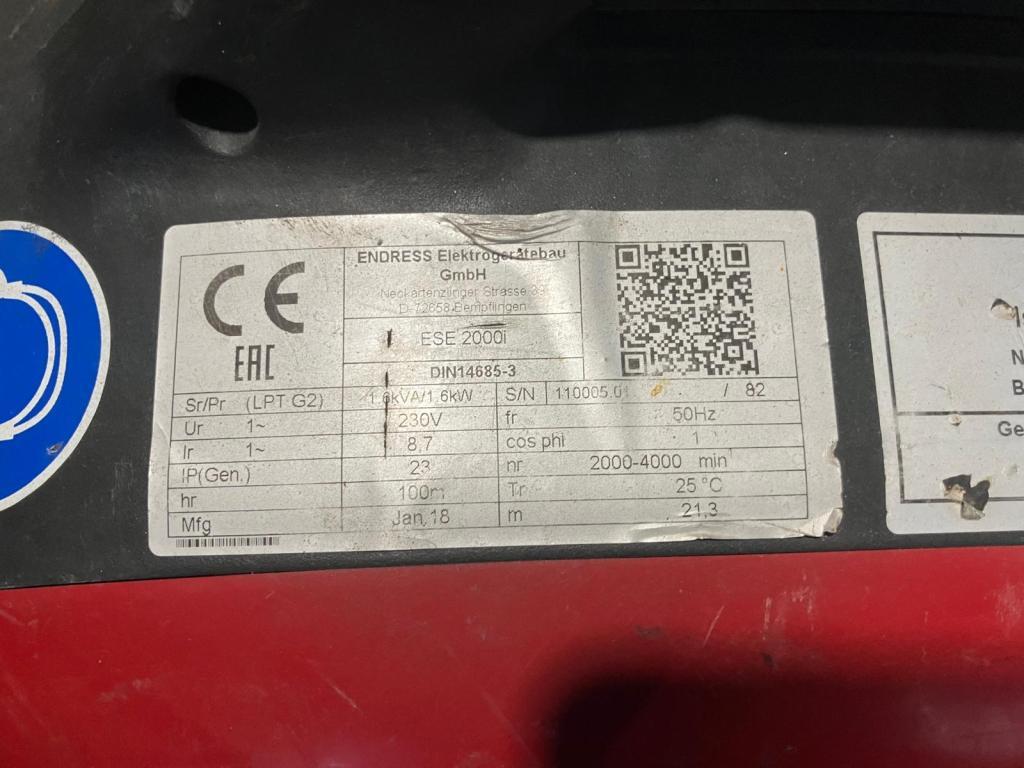 CE
EAC
ENDRESS Elektrogerätebau
GmbH
Neckartenzlinger Strasse 39
D-72658 Bempflingen
ESE 2000i
DIN14685-3
Sr/Pr (LPT G2) 1,6kVA/1,6kW S/N 110005.01 / 82
Ur 1~ 230V fr 50Hz
Ir 1~ 8,7 cos phi 1
IP(Gen.) 23 nr 2000-4000 min
hr 100m Tr 25 °C
Mfg Jan,18 m 21,3
Ge